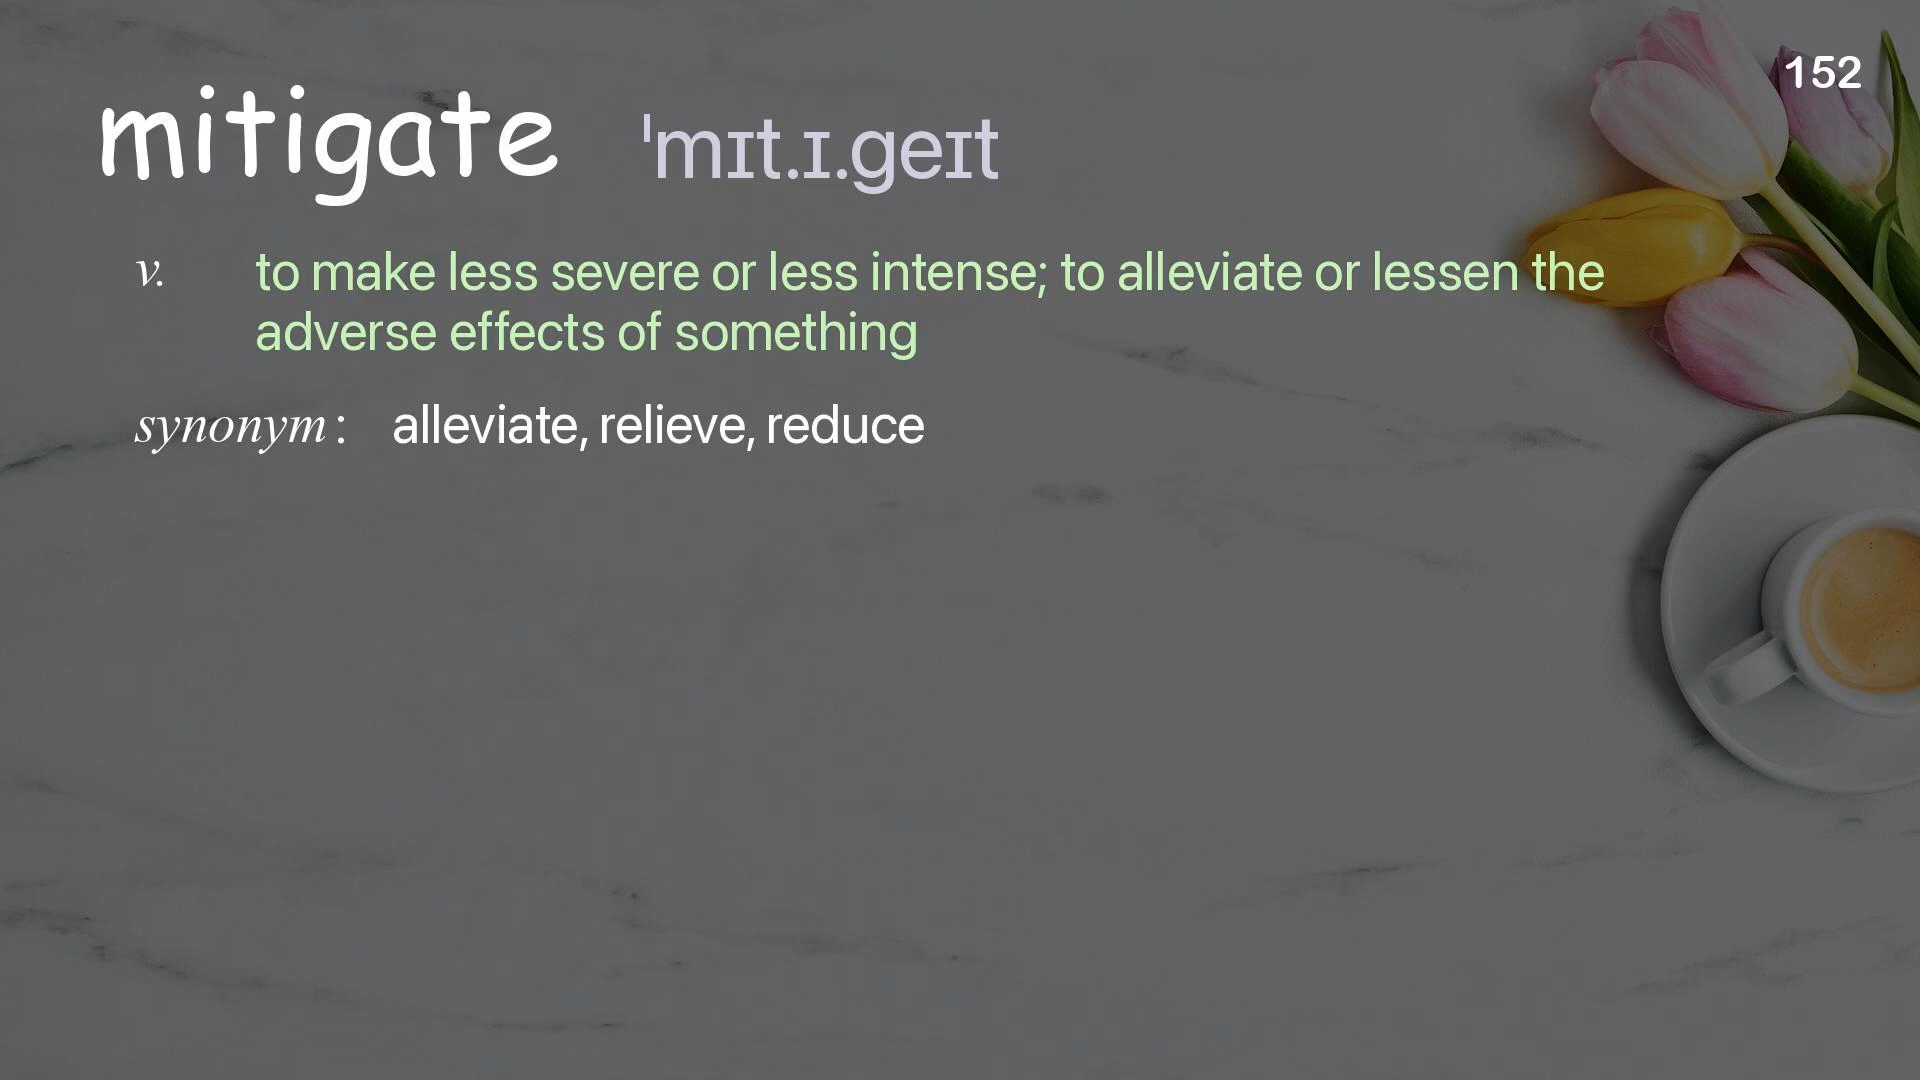 152
mitigate ˈmɪt.ɪ.geɪt
v. to make less severe or less intense; to alleviate or lessen the
adverse effects of something
synonym : alleviate, relieve, reduce